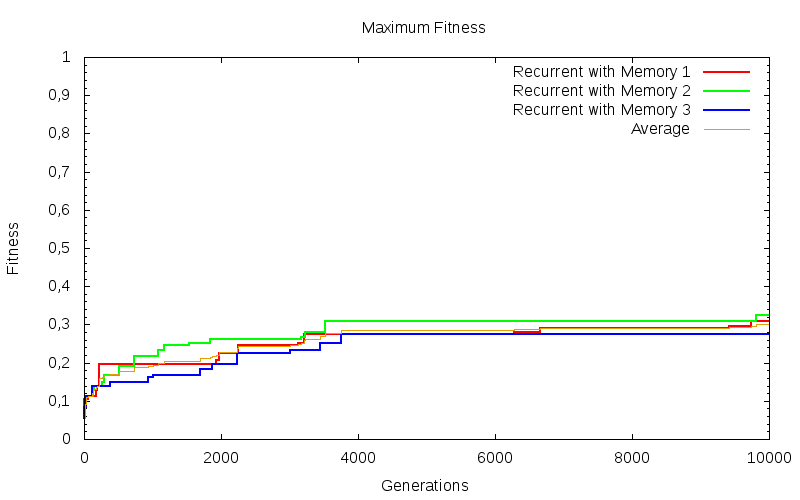 Maximum Fitness
Recurrent with Memory 1
Recurrent with Memory 2
Recurrent with Memory 3
Average
Fitness
1
0,9
0,8
0,7
0,6
0,5
0,4
0,3
0,2
0,1
0
0 2000 4000 6000 8000 10000
Generations